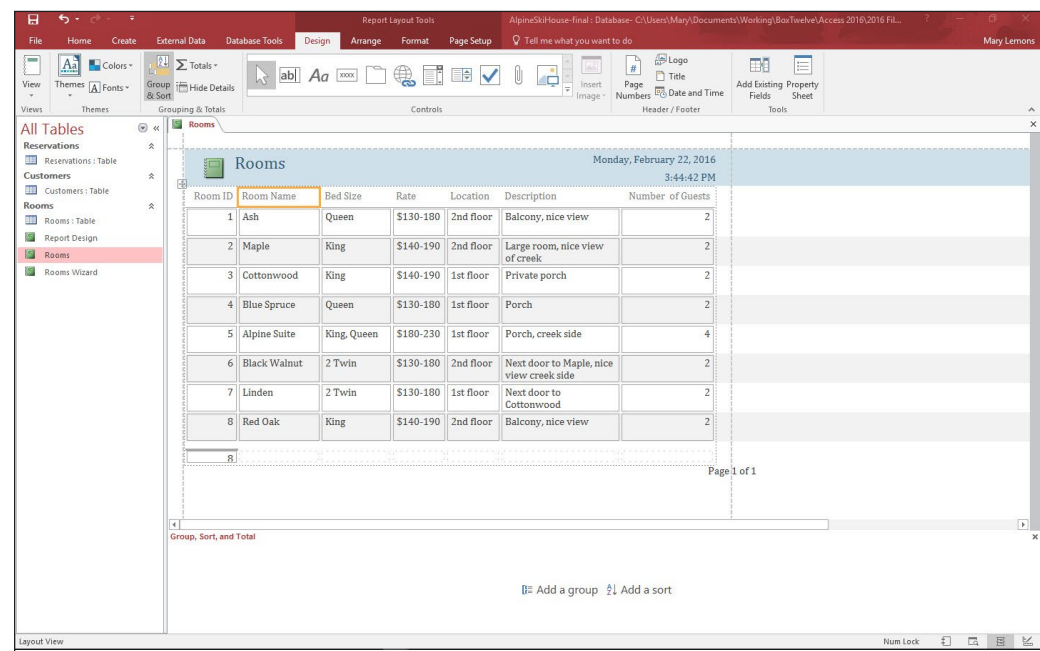 Report Layout Tools
AlpineSkiHouse-final : Database- C:\Users\Mary\Documents\Working\BoxTwelve\Access 2016\2016 Fil...
?
File Home Create External Data Database Tools Design Arrange Format Page Setup Tell me what you want to do Mary Lemons
View
Views
Themes
Colors
Fonts
Themes
Group & Sort
Totals
Hide Details
Grouping & Totals
ab| Aa xxxx
Controls
Insert Image
Page Numbers
Logo
Title
Date and Time
Header / Footer
Add Existing Fields
Property Sheet
Tools
All Tables
Reservations
Reservations : Table
Customers
Customers : Table
Rooms
Rooms : Table
Report Design
Rooms
Rooms Wizard
Rooms
Rooms Monday, February 22, 2016
3:44:42 PM
Room ID Room Name Bed Size Rate Location Description Number of Guests
1 Ash Queen $130-180 2nd floor Balcony, nice view 2
2 Maple King $140-190 2nd floor Large room, nice view of creek 2
3 Cottonwood King $140-190 1st floor Private porch 2
4 Blue Spruce Queen $130-180 1st floor Porch 2
5 Alpine Suite King, Queen $180-230 1st floor Porch, creek side 4
6 Black Walnut 2 Twin $130-180 2nd floor Next door to Maple, nice view creek side 2
7 Linden 2 Twin $130-180 1st floor Next door to Cottonwood 2
8 Red Oak King $140-190 2nd floor Balcony, nice view 2
8
Page 1 of 1
Group, Sort, and Total
Add a group Add a sort
Layout View Num Lock